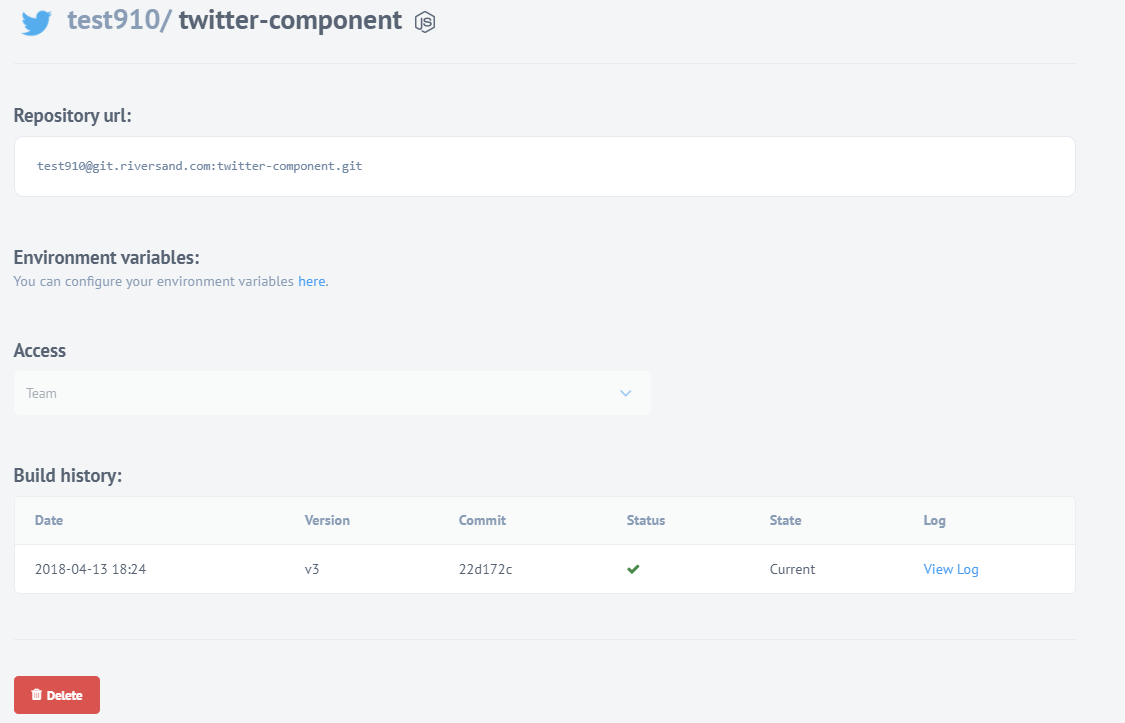 test910/ twitter-component JS
Repository url:
test910@git.riversand.com:twitter-component.git
Environment variables:
You can configure your environment variables here.
Access
Team
Build history:
Date Version Commit Status State Log
2018-04-13 18:24 v3 22d172c Current View Log
Delete